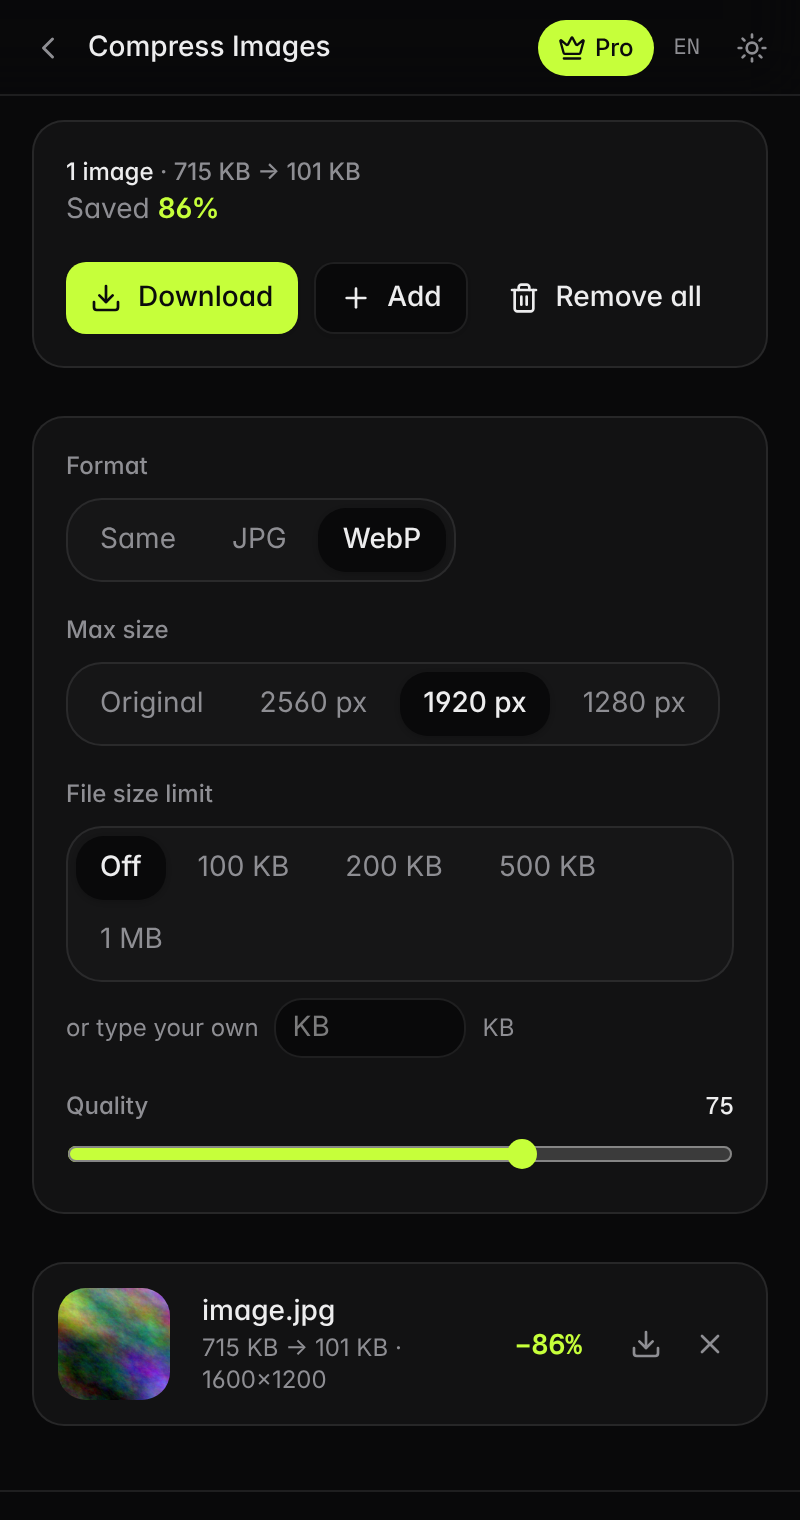 Compress Images
Pro
EN
1 image · 715 KB → 101 KB
Saved 86%
Download
Add
Remove all
Format
Same JPG WebP
Max size
Original 2560 px 1920 px 1280 px
File size limit
Off 100 KB 200 KB 500 KB
1 MB
or type your own KB KB
Quality 75
image.jpg
715 KB → 101 KB ·
1600×1200
−86%